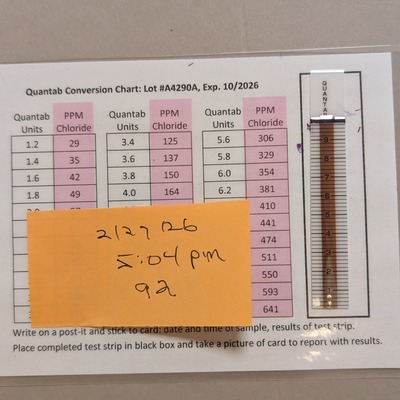 Quantab Conversion Chart: Lot #A4290A, Exp. 10/2026
Quantab PPM Quantab PPM Quantab PPM
Units Chloride Units Chloride Units Chloride
1.2 29 3.4 125 5.6 306
1.4 35 3.6 137 5.8 329
1.6 42 3.8 150 6.0 354
1.8 49 4.0 164 6.2 381
410
441
474
511
550
593
641
2/27/26
5:04 pm
92
Write on a post-it and stick to card: date and time of sample, results of test strip.
Place completed test strip in black box and take a picture of card to report with results.
QUANTA